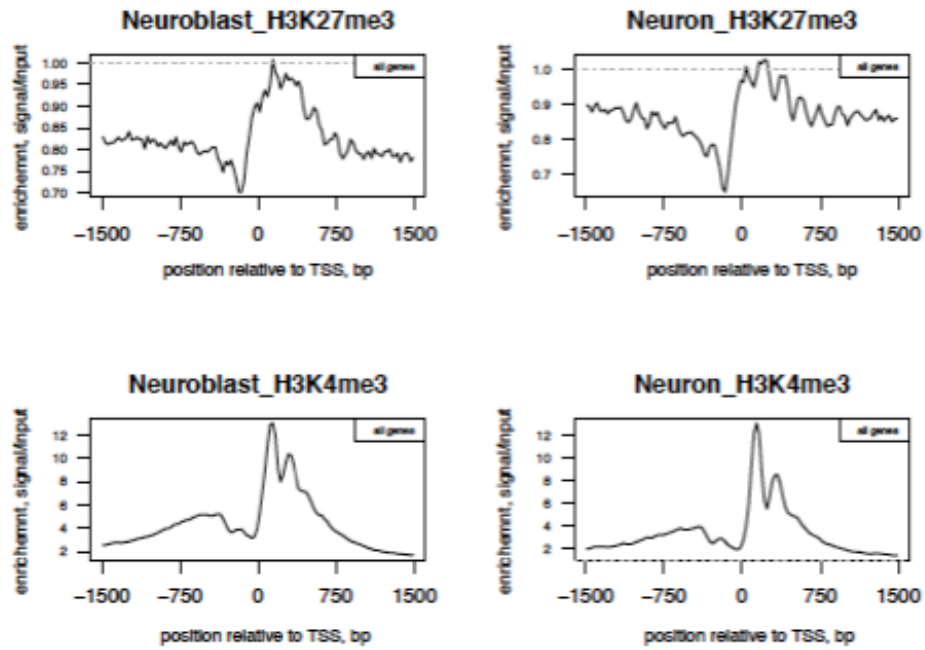 Neuroblast_H3K27me3
enrichemnt, signal/input
1.00
0.95
0.90
0.85
0.80
0.75
0.70
all genes
−1500 −750 0 750 1500
position relative to TSS, bp
Neuron_H3K27me3
enrichemnt, signal/input
1.0
0.9
0.8
0.7
all genes
−1500 −750 0 750 1500
position relative to TSS, bp
Neuroblast_H3K4me3
enrichemnt, signal/input
12
10
8
6
4
2
all genes
−1500 −750 0 750 1500
position relative to TSS, bp
Neuron_H3K4me3
enrichemnt, signal/input
12
10
8
6
4
2
all genes
−1500 −750 0 750 1500
position relative to TSS, bp